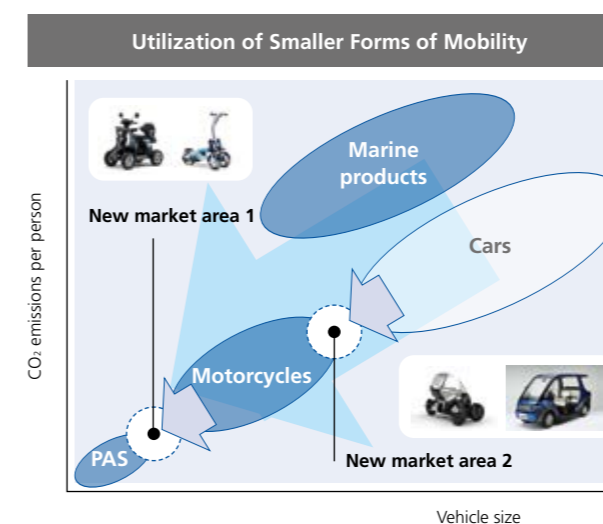 Utilization of Smaller Forms of Mobility
Marine
products
New market area 1
Cars
CO₂ emissions per person
Motorcycles
PAS
New market area 2
Vehicle size